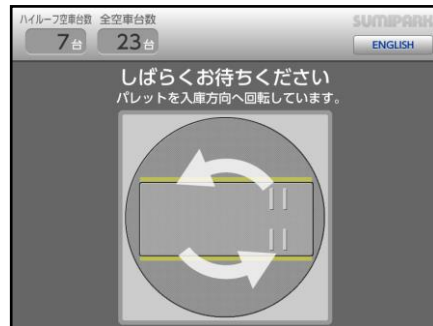 ハイルーフ空車台数 全空車台数
7台 23台
SUMIPARK
ENGLISH
しばらくお待ちください
パレットを入庫方向へ回転しています。